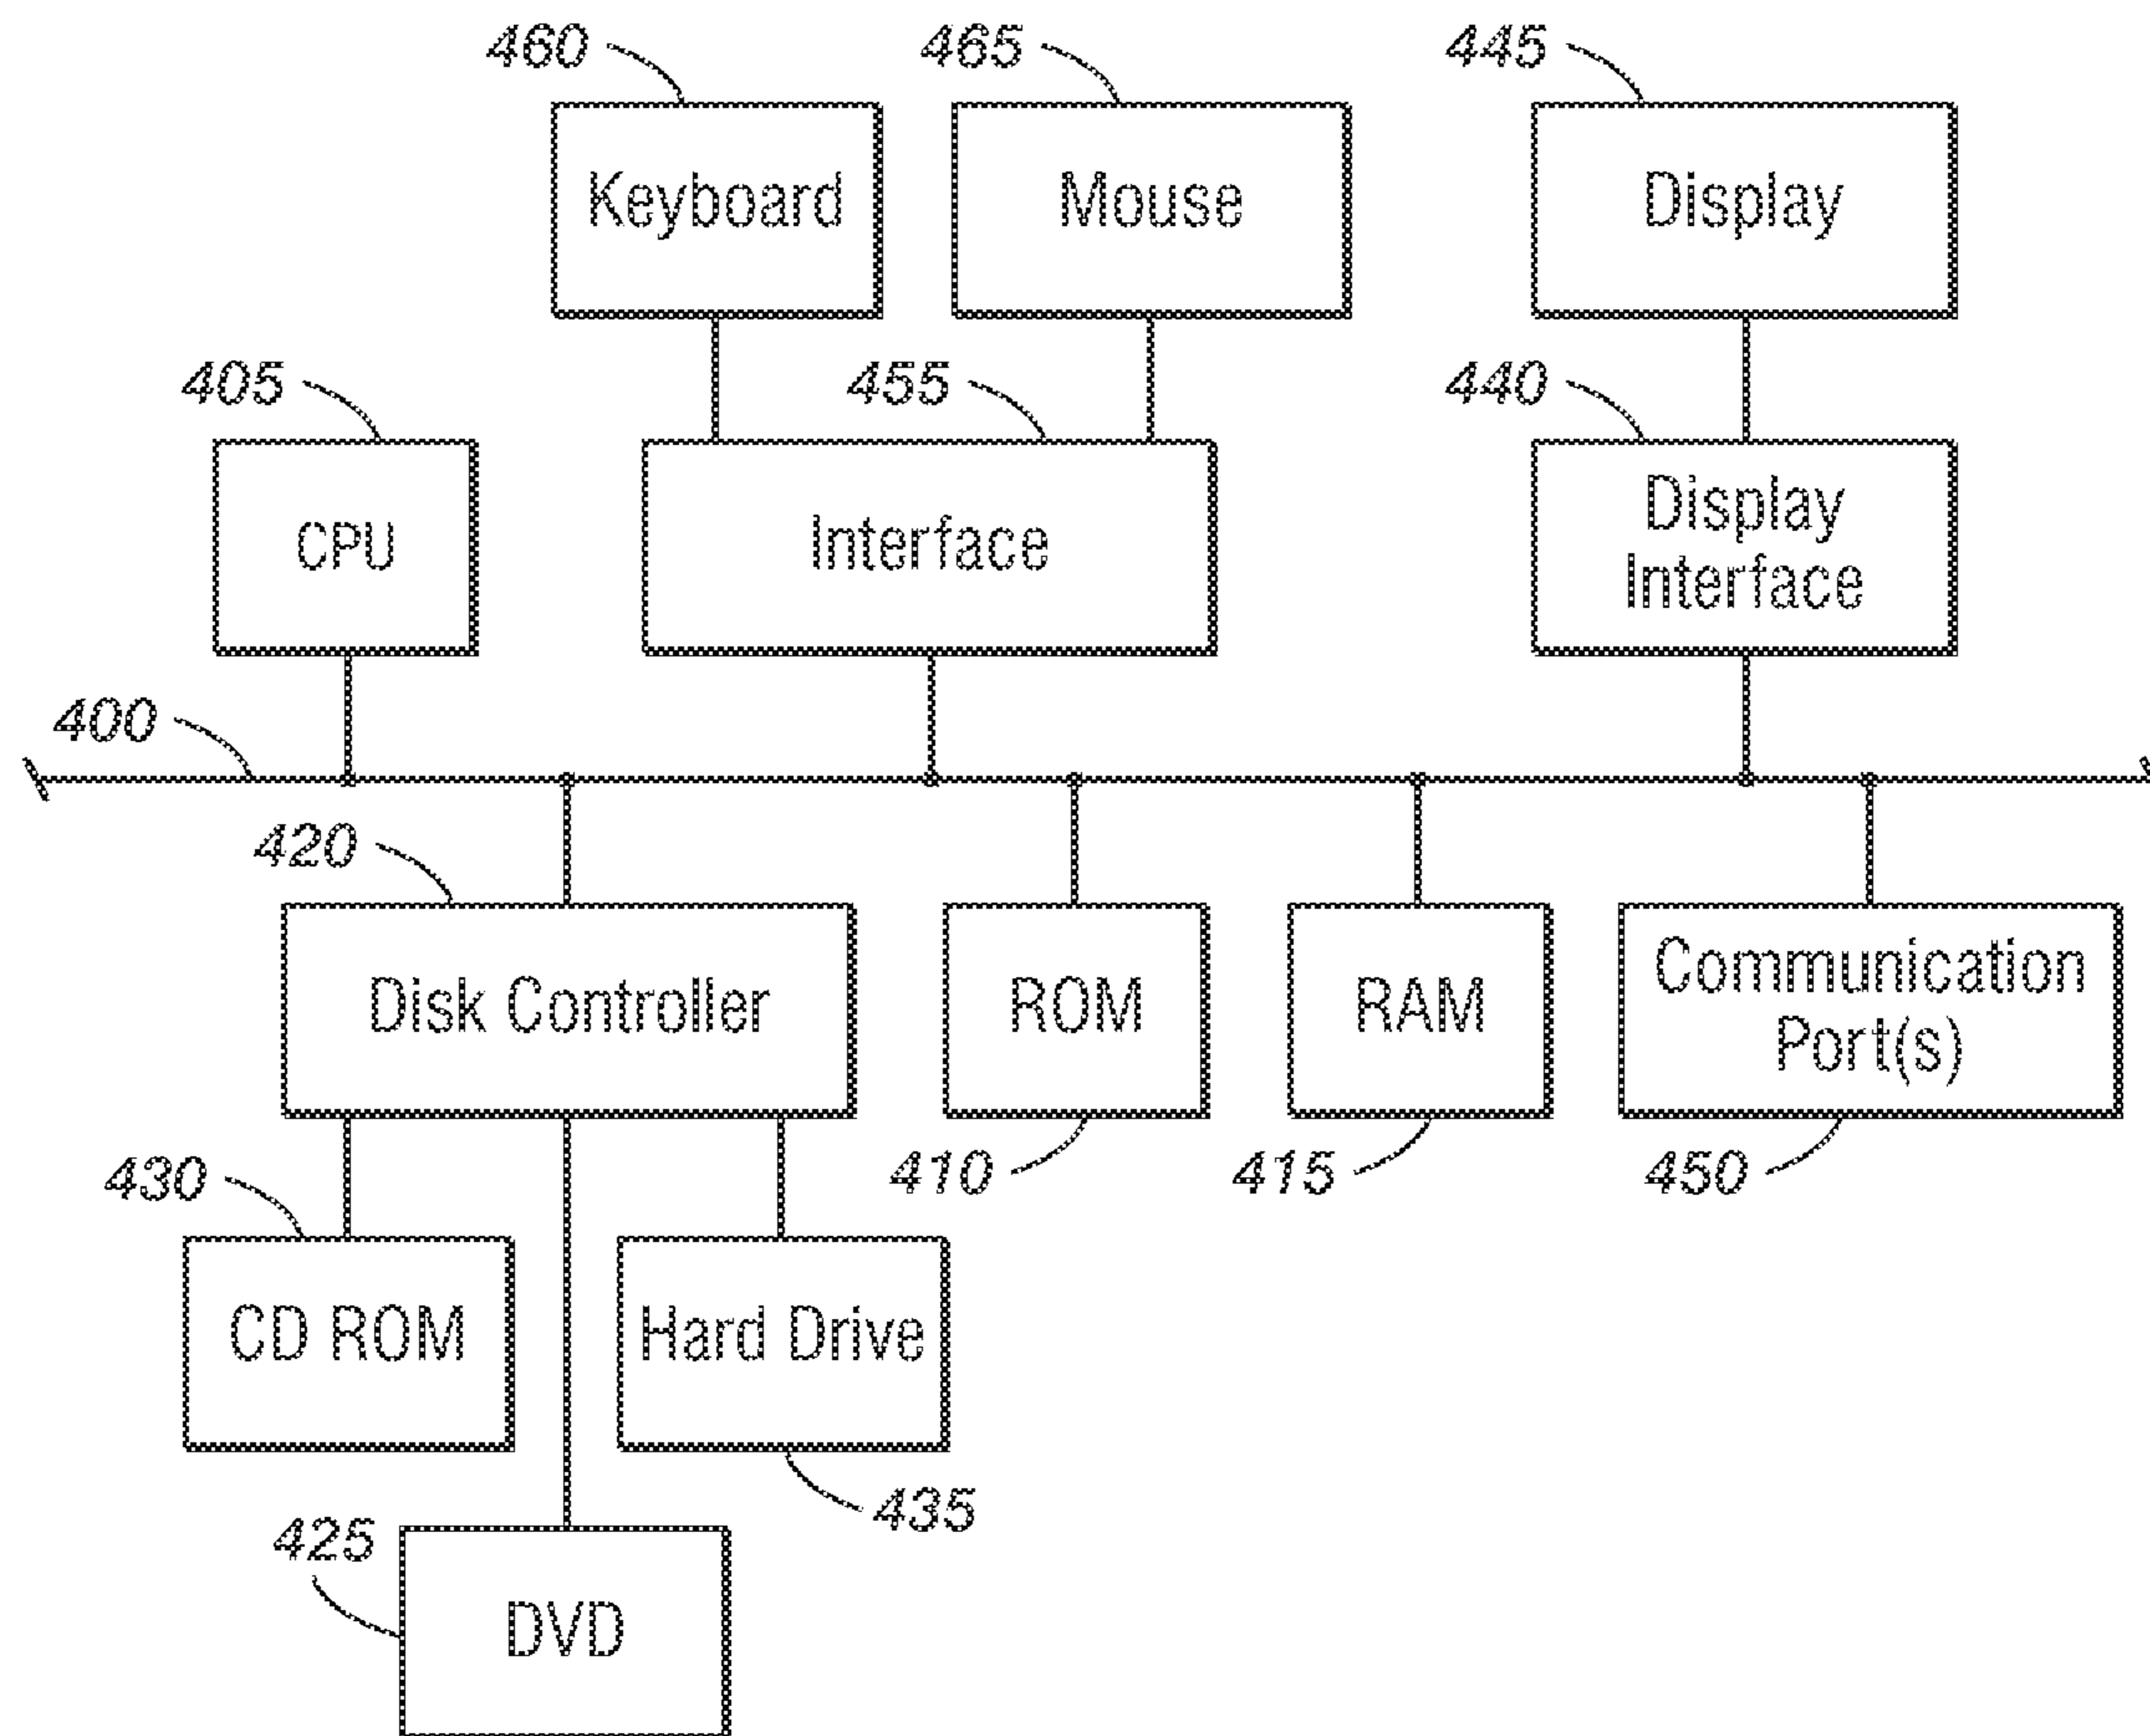 460
465
445
Keyboard
Mouse
Display
405
455
440
CPU
Interface
Display
Interface
400
420
Disk Controller
ROM
RAM
Communication
Port(s)
430
410
415
450
CD ROM
Hard Drive
435
425
DVD